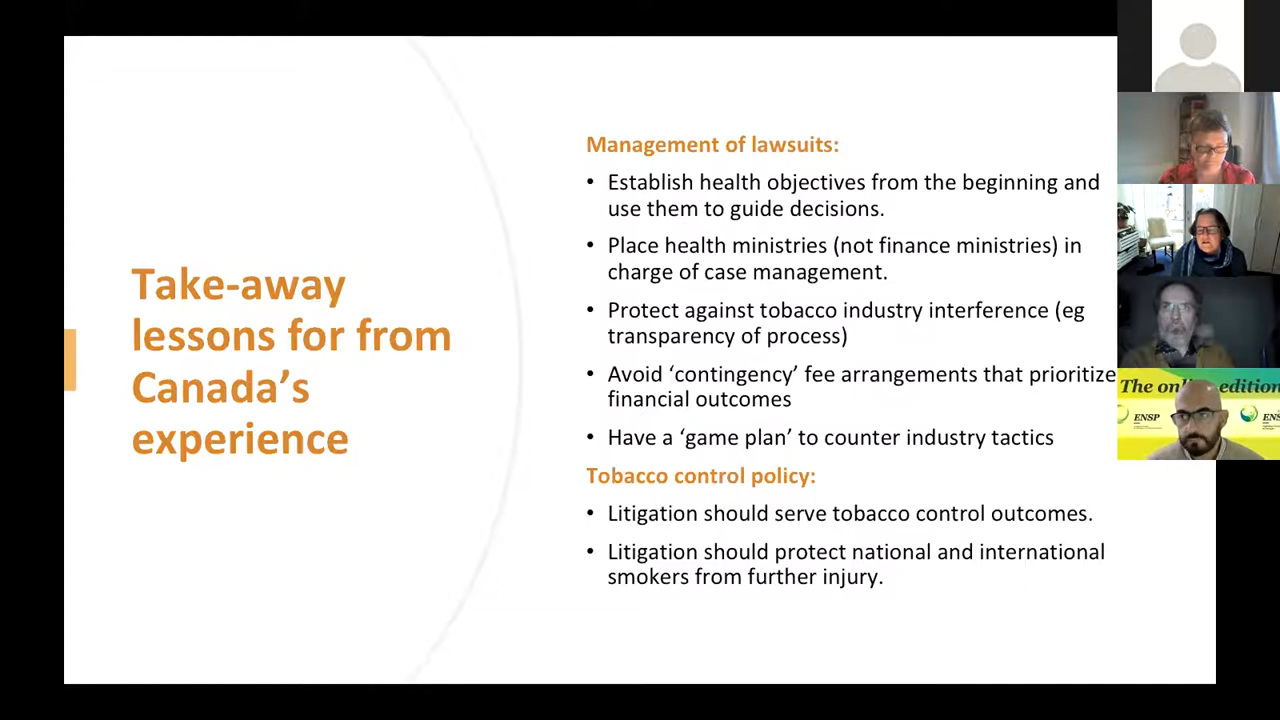 Take-away
lessons for from
Canada's
experience
Management of lawsuits:
• Establish health objectives from the beginning and
use them to guide decisions.
• Place health ministries (not finance ministries) in
charge of case management.
• Protect against tobacco industry interference (eg
transparency of process)
• Avoid ‘contingency’ fee arrangements that prioritize
financial outcomes
• Have a ‘game plan’ to counter industry tactics
Tobacco control policy:
• Litigation should serve tobacco control outcomes.
• Litigation should protect national and international
smokers from further injury.
The onl edition
ENSP
ENS